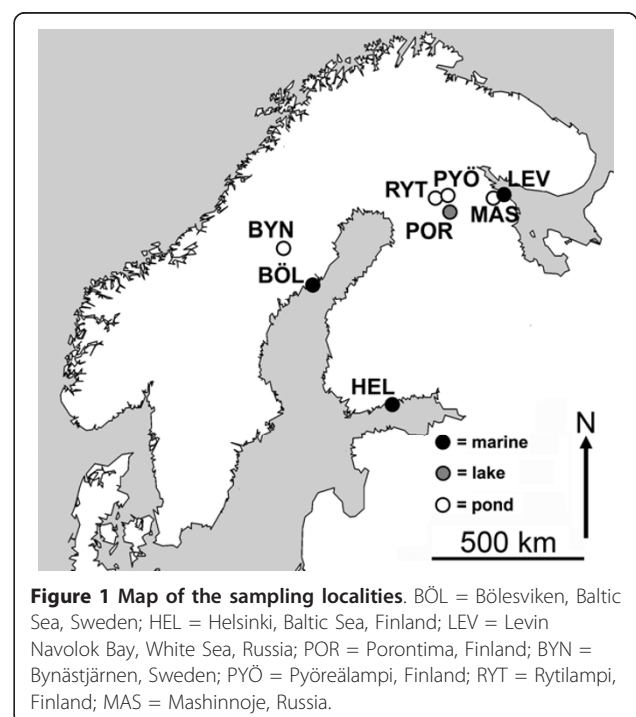 PYÖ LEV
RYT
POR MAS
BYN
BÖL
HEL
N
= marine
= lake
= pond
500 km
Figure 1 Map of the sampling localities. BÖL = Bölesviken, Baltic
Sea, Sweden; HEL = Helsinki, Baltic Sea, Finland; LEV = Levin
Navolok Bay, White Sea, Russia; POR = Porontima, Finland; BYN =
Bynästjärnen, Sweden; PYÖ = Pyöreälampi, Finland; RYT = Rytilampi,
Finland; MAS = Mashinnoje, Russia.